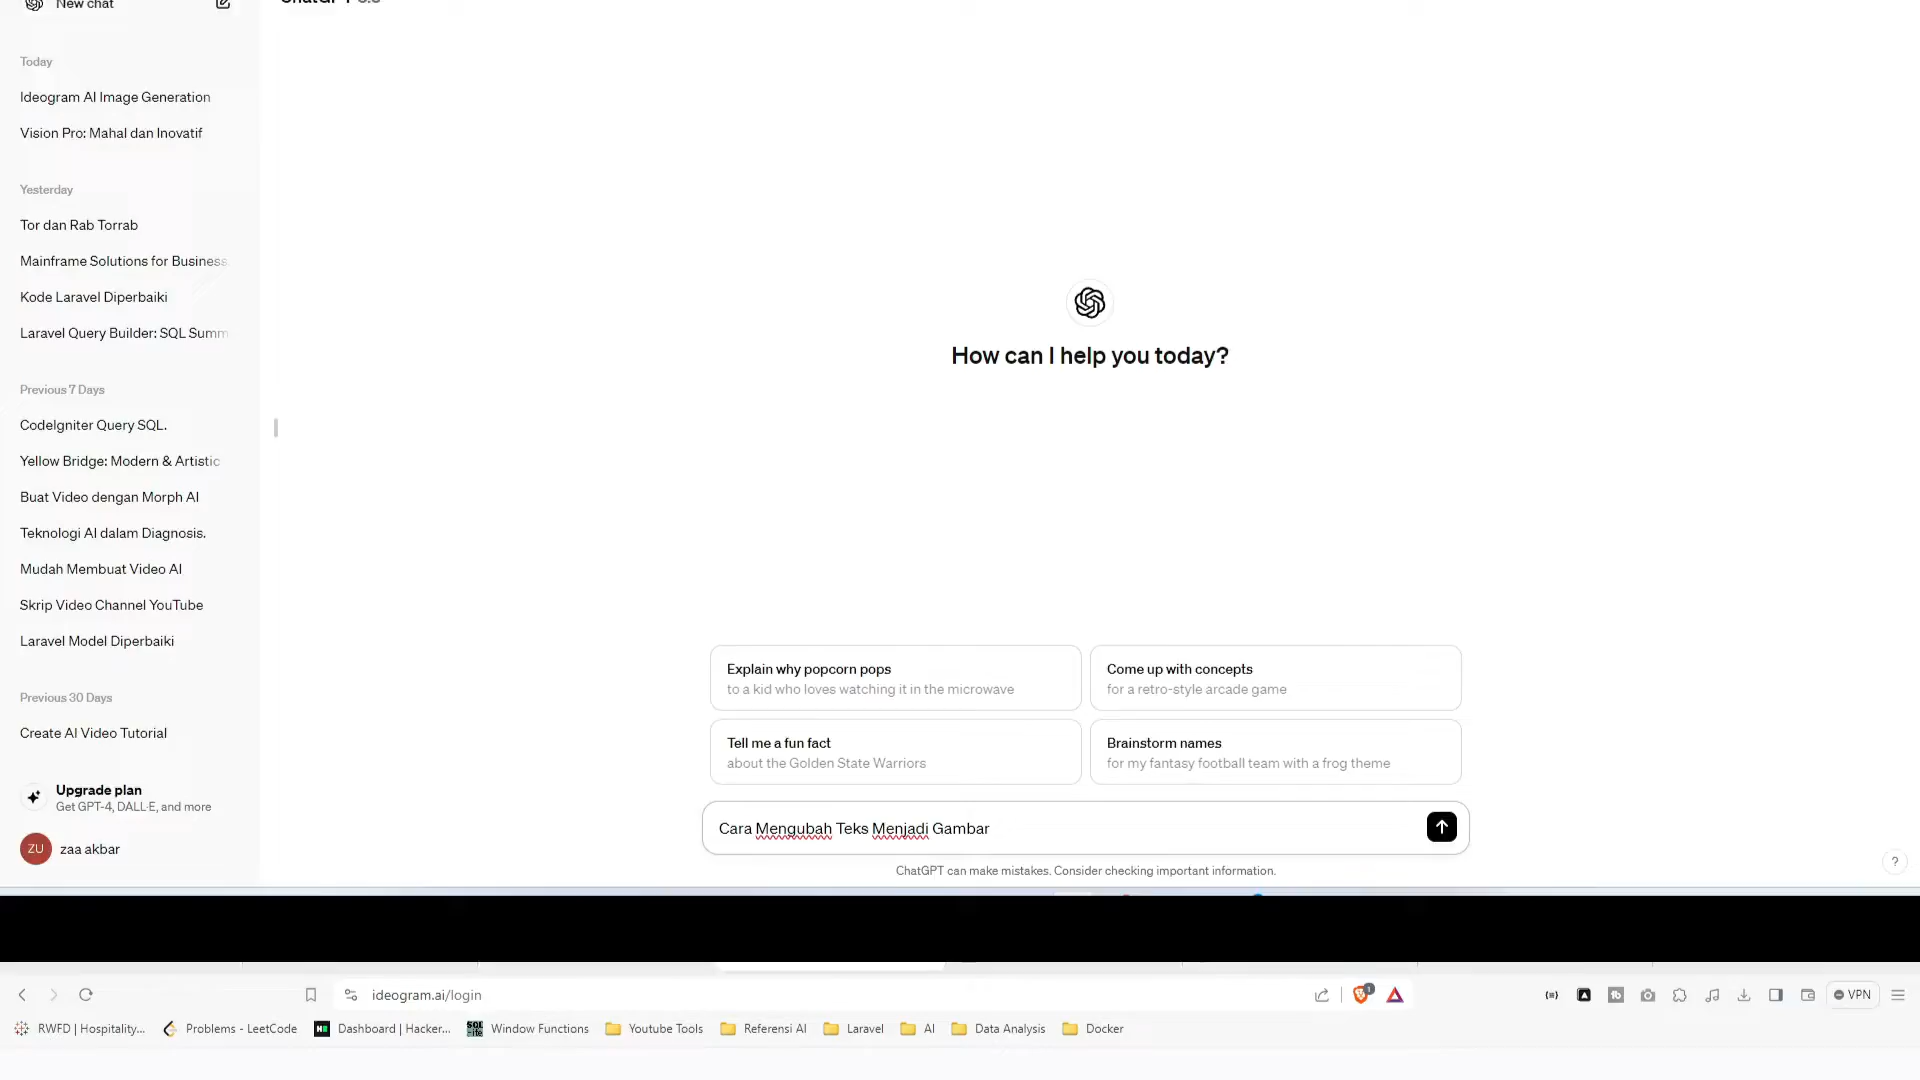 New chat
Today
Ideogram AI Image Generation
Vision Pro: Mahal dan Inovatif
Yesterday
Tor dan Rab Torrab
Mainframe Solutions for Business
Kode Laravel Diperbaiki
Laravel Query Builder: SQL Summ
Previous 7 Days
CodeIgniter Query SQL.
Yellow Bridge: Modern & Artistic
Buat Video dengan Morph AI
Teknologi AI dalam Diagnosis.
Mudah Membuat Video AI
Skrip Video Channel YouTube
Laravel Model Diperbaiki
Previous 30 Days
Create AI Video Tutorial
Upgrade plan
Get GPT-4, DALL·E, and more
ZU zaa akbar
How can I help you today?
Explain why popcorn pops
to a kid who loves watching it in the microwave
Come up with concepts
for a retro-style arcade game
Tell me a fun fact
about the Golden State Warriors
Brainstorm names
for my fantasy football team with a frog theme
Cara Mengubah Teks Menjadi Gambar
ChatGPT can make mistakes. Consider checking important information.
?
ideogram.ai/login
1
VPN
RWFD | Hospitality... Problems - LeetCode Dashboard | Hacker... Window Functions Youtube Tools Referensi AI Laravel AI Data Analysis Docker